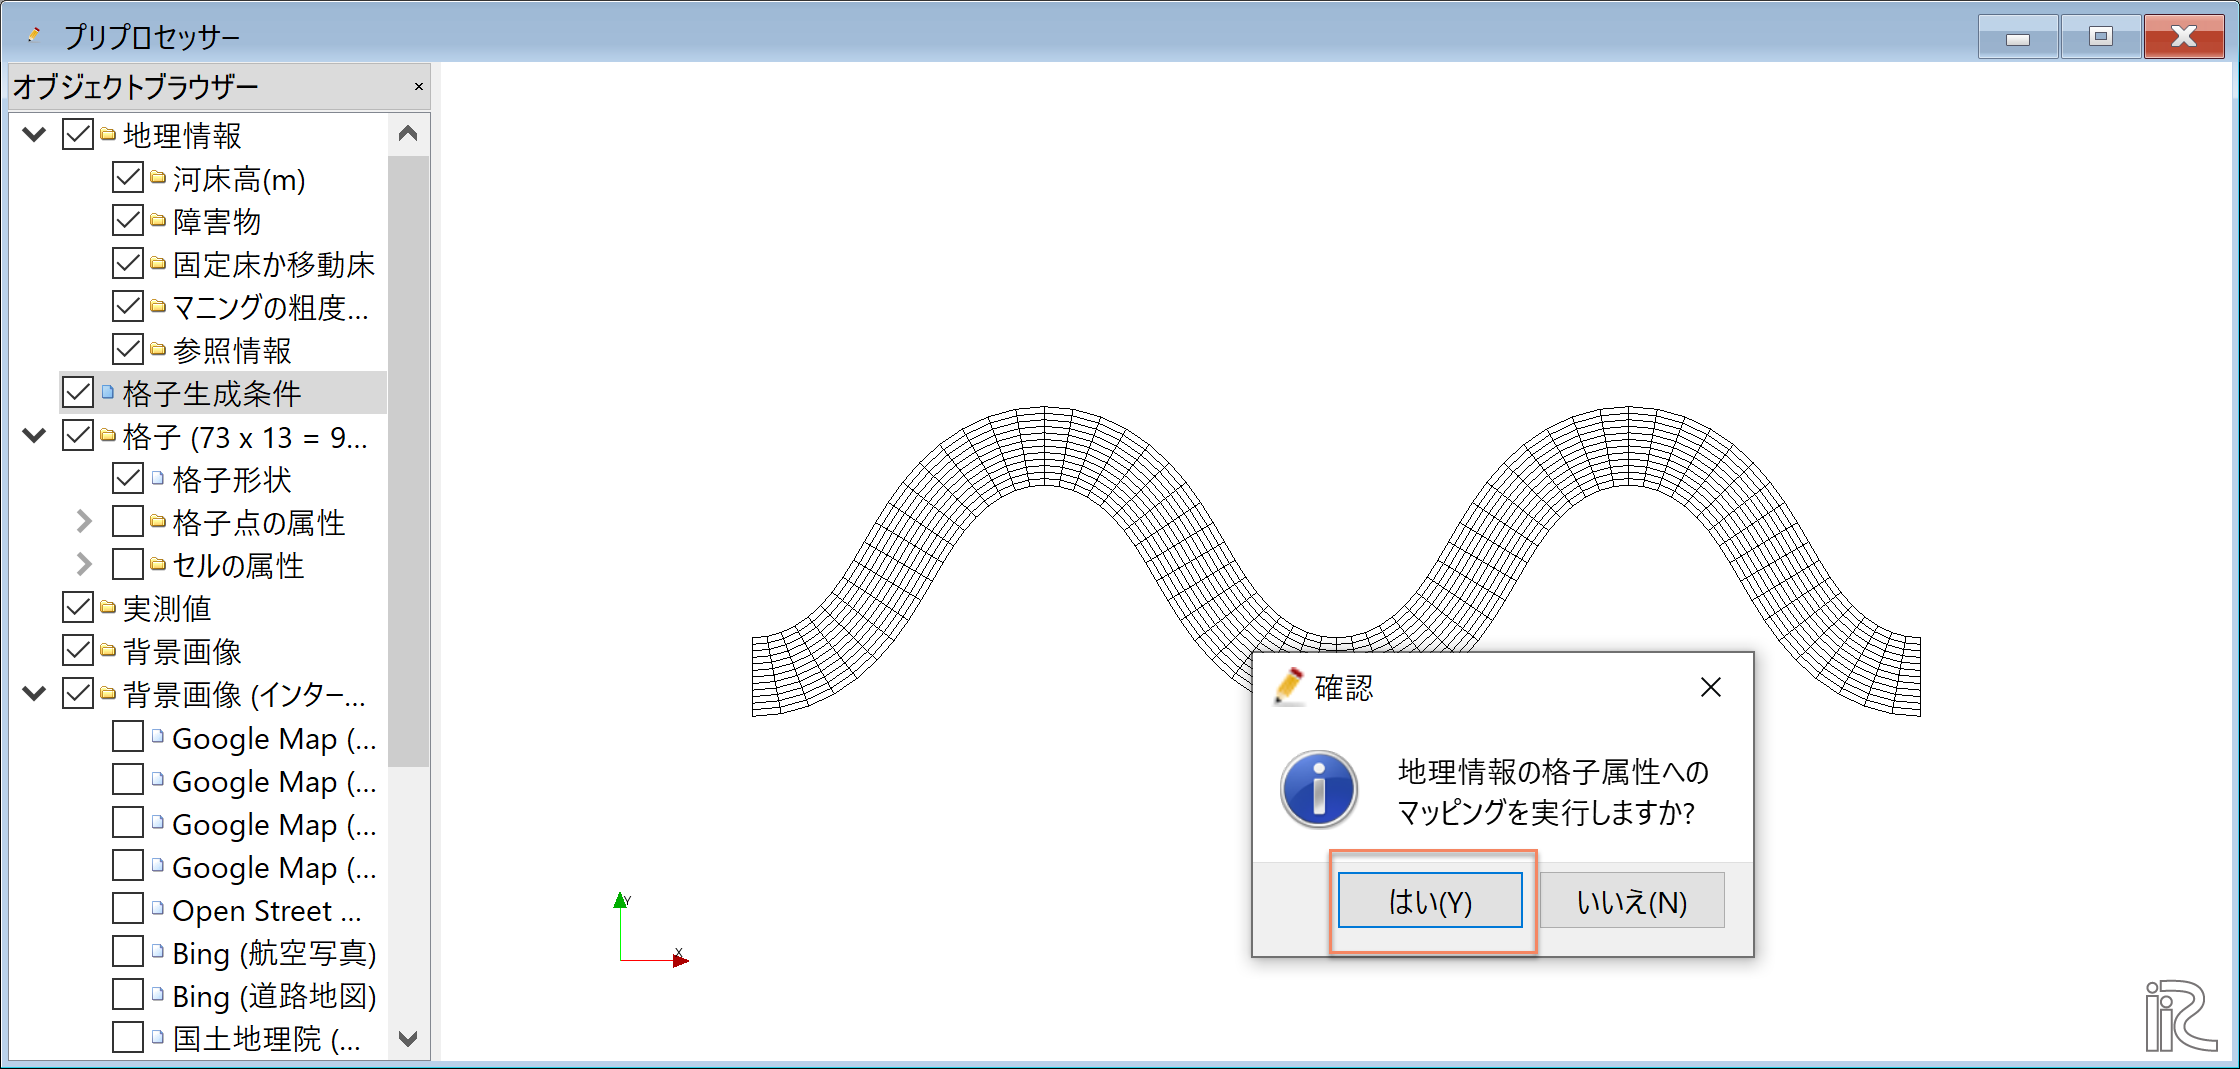 プリプロセッサー
オブジェクトブラウザー
地理情報
河床高(m)
障害物
固定床か移動床
マニングの粗度...
参照情報
格子生成条件
格子 (73 x 13 = 9...
格子形状
格子点の属性
セルの属性
実測値
背景画像
背景画像 (インター...
Google Map (...
Google Map (...
Google Map (...
Google Map (...
Open Street ...
Bing (航空写真)
Bing (道路地図)
国土地理院 (...
Y
X
確認
地理情報の格子属性への
マッピングを実行しますか?
はい(Y)
いいえ(N)
iRIC